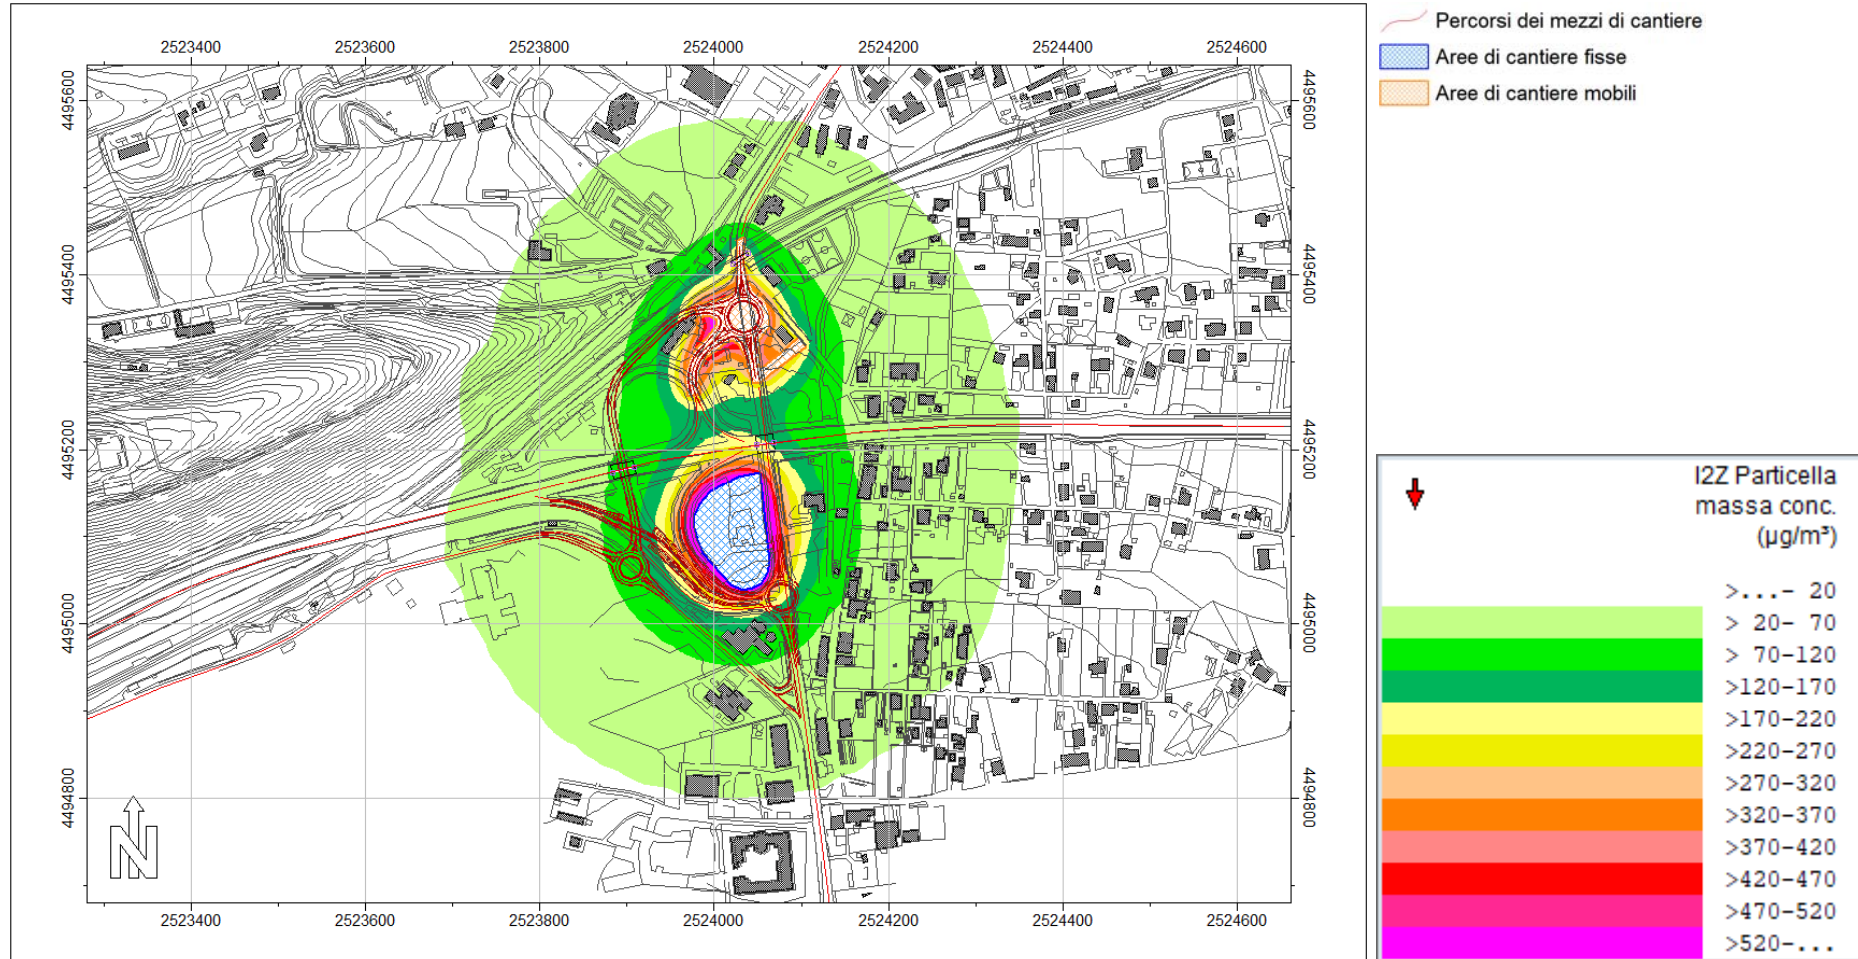 2523400 2523600 2523800 2524000 2524200 2524400 2524600
4495600 4495600
4495400 4495400
4495200 4495200
4495000 4495000
4494800 4494800
N
2523400 2523600 2523800 2524000 2524200 2524400 2524600
Percorsi dei mezzi di cantiere
Aree di cantiere fisse
Aree di cantiere mobili
I2Z Particella
massa conc.
(µg/m³)
>...- 20
> 20- 70
> 70-120
>120-170
>170-220
>220-270
>270-320
>320-370
>370-420
>420-470
>470-520
>520-...